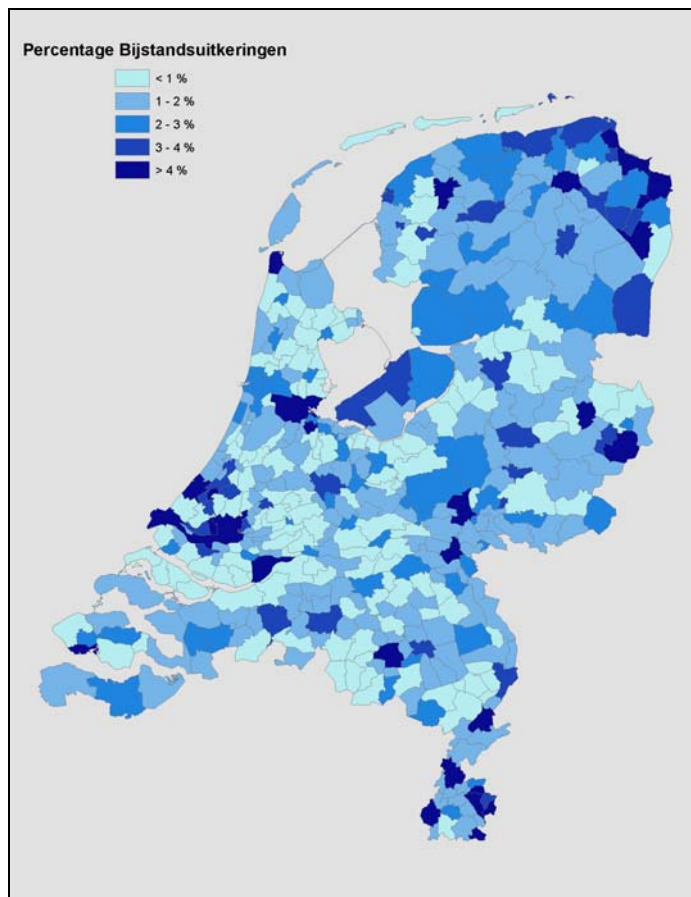 Percentage Bijstandsuitkeringen
< 1 %
1 - 2 %
2 - 3 %
3 - 4 %
> 4 %